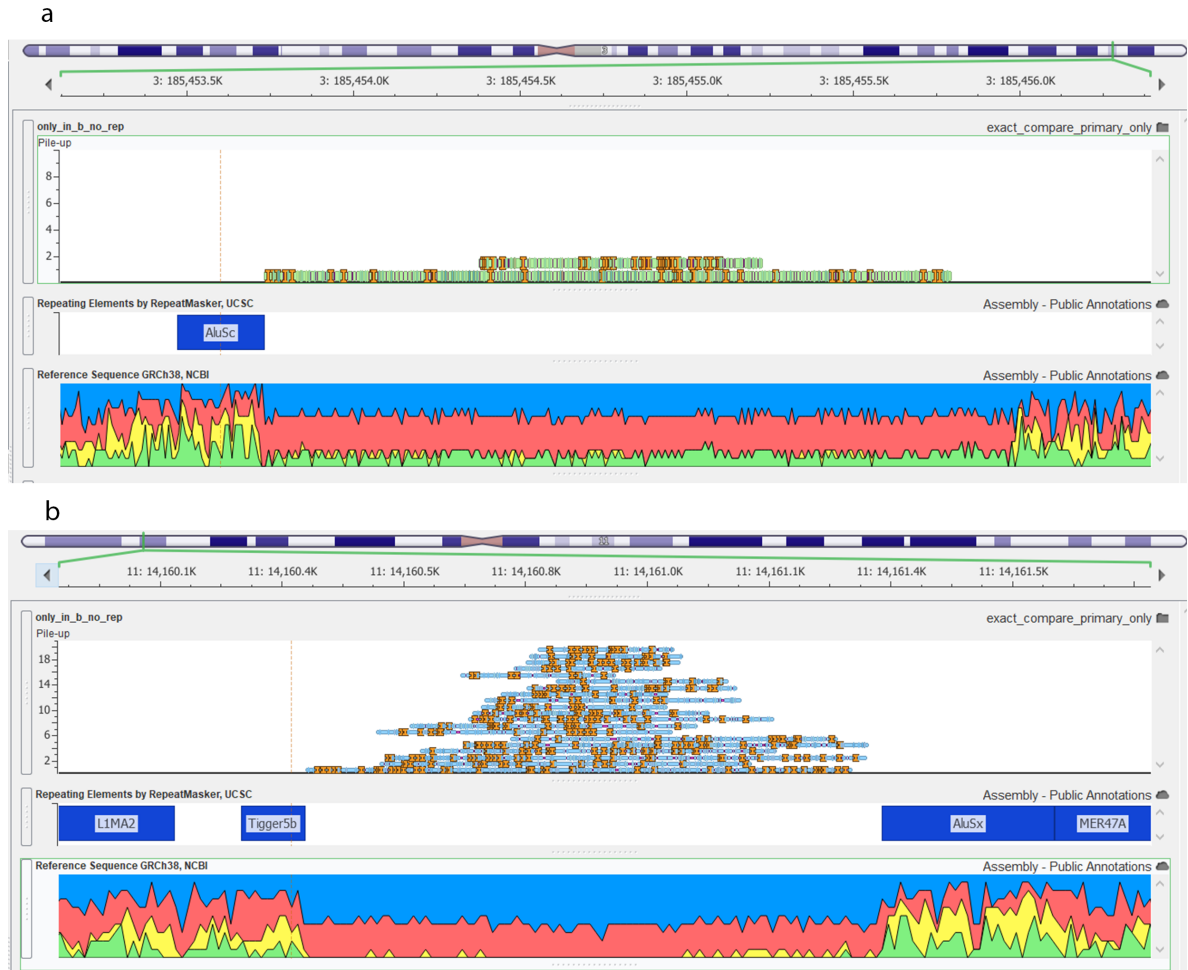 a
3
3: 185,453.5K 3: 185,454.0K 3: 185,454.5K 3: 185,455.0K 3: 185,455.5K 3: 185,456.0K
only_in_b_no_rep exact_compare_primary_only
Pile-up
8
6
4
2
Repeating Elements by RepeatMasker, UCSC Assembly - Public Annotations
AluSc
Reference Sequence GRCh38, NCBI Assembly - Public Annotations
b
11
11: 14,160.1K 11: 14,160.4K 11: 14,160.5K 11: 14,160.8K 11: 14,161.0K 11: 14,161.1K 11: 14,161.4K 11: 14,161.5K
only_in_b_no_rep exact_compare_primary_only
Pile-up
18
14
10
6
2
Repeating Elements by RepeatMasker, UCSC Assembly - Public Annotations
L1MA2 Tigger5b AluSx MER47A
Reference Sequence GRCh38, NCBI Assembly - Public Annotations